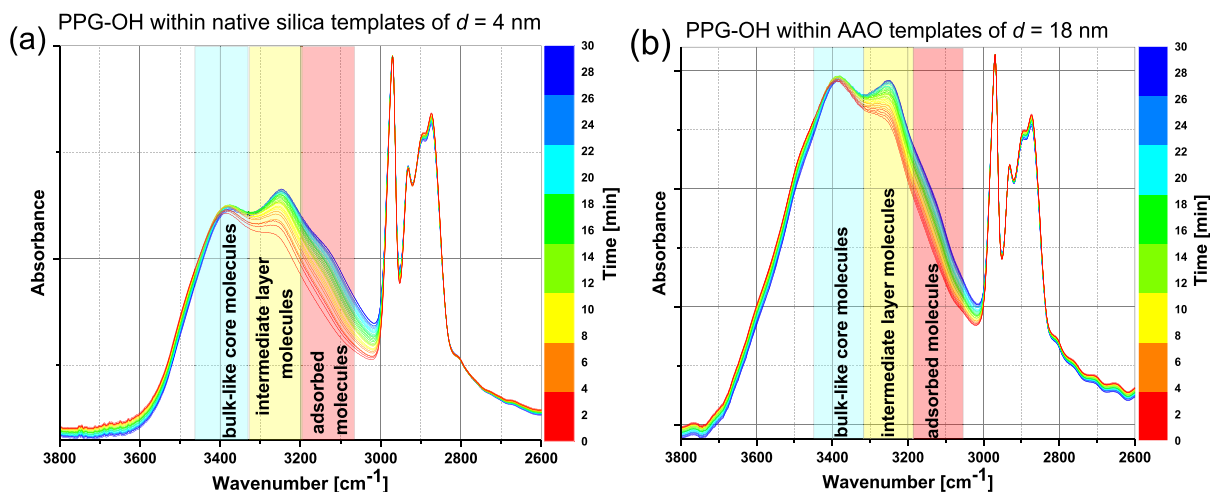 PPG-OH within native silica templates of d = 4 nm
(a)
Absorbance
bulk-like core molecules
intermediate layer
molecules
adsorbed
molecules
3800 3600 3400 3200 3000 2800 2600
Wavenumber [cm-1]
30
28
26
24
22
20
18
16
14
12
10
8
6
4
2
0
Time [min]
PPG-OH within AAO templates of d = 18 nm
(b)
Absorbance
bulk-like core molecules
intermediate layer molecules
adsorbed molecules
3800 3600 3400 3200 3000 2800 2600
Wavenumber [cm-1]
30
28
26
24
22
20
18
16
14
12
10
8
6
4
2
0
Time [min]